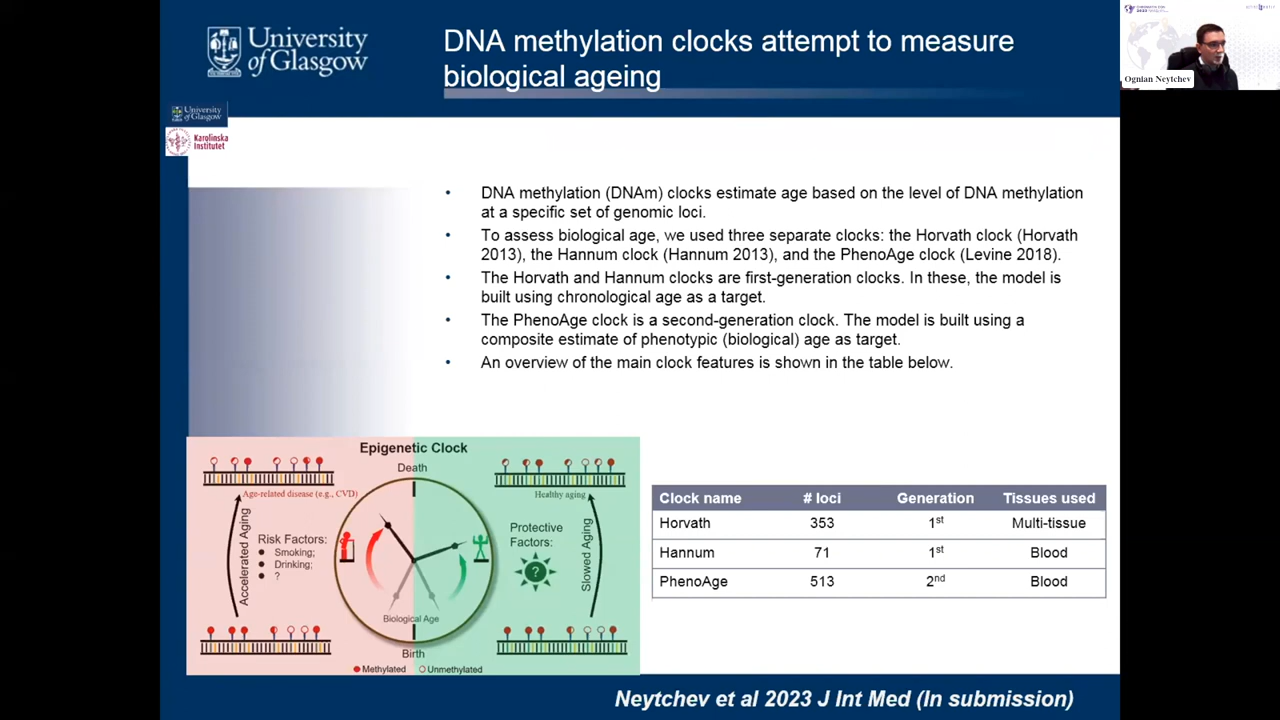 University
of Glasgow
DNA methylation clocks attempt to measure
biological ageing
Ognian Neytchev
University
of Glasgow
Karolinska
Institutet
• DNA methylation (DNAm) clocks estimate age based on the level of DNA methylation
at a specific set of genomic loci.
• To assess biological age, we used three separate clocks: the Horvath clock (Horvath
2013), the Hannum clock (Hannum 2013), and the PhenoAge clock (Levine 2018).
• The Horvath and Hannum clocks are first-generation clocks. In these, the model is
built using chronological age as a target.
• The PhenoAge clock is a second-generation clock. The model is built using a
composite estimate of phenotypic (biological) age as target.
• An overview of the main clock features is shown in the table below.
Epigenetic Clock
Death
Age-related disease (e.g., CVD)
Healthy aging
Accelerated Aging
Risk Factors:
● Smoking;
● Drinking;
● ?
Protective
Factors:
?
Slowed Aging
Biological Age
Birth
Methylated Unmethylated
Clock name # loci Generation Tissues used
Horvath 353 1st Multi-tissue
Hannum 71 1st Blood
PhenoAge 513 2nd Blood
Neytchev et al 2023 J Int Med (In submission)